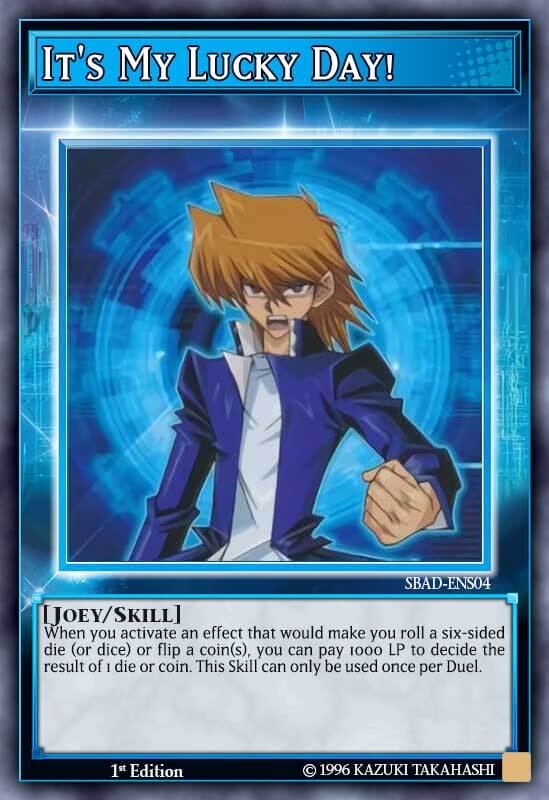 It's My Lucky Day!
SBAD-ENS04
[Joey/Skill]
When you activate an effect that would make you roll a six-sided
die (or dice) or flip a coin(s), you can pay 1000 LP to decide the
result of 1 die or coin. This Skill can only be used once per Duel.
1st Edition
© 1996 KAZUKI TAKAHASHI